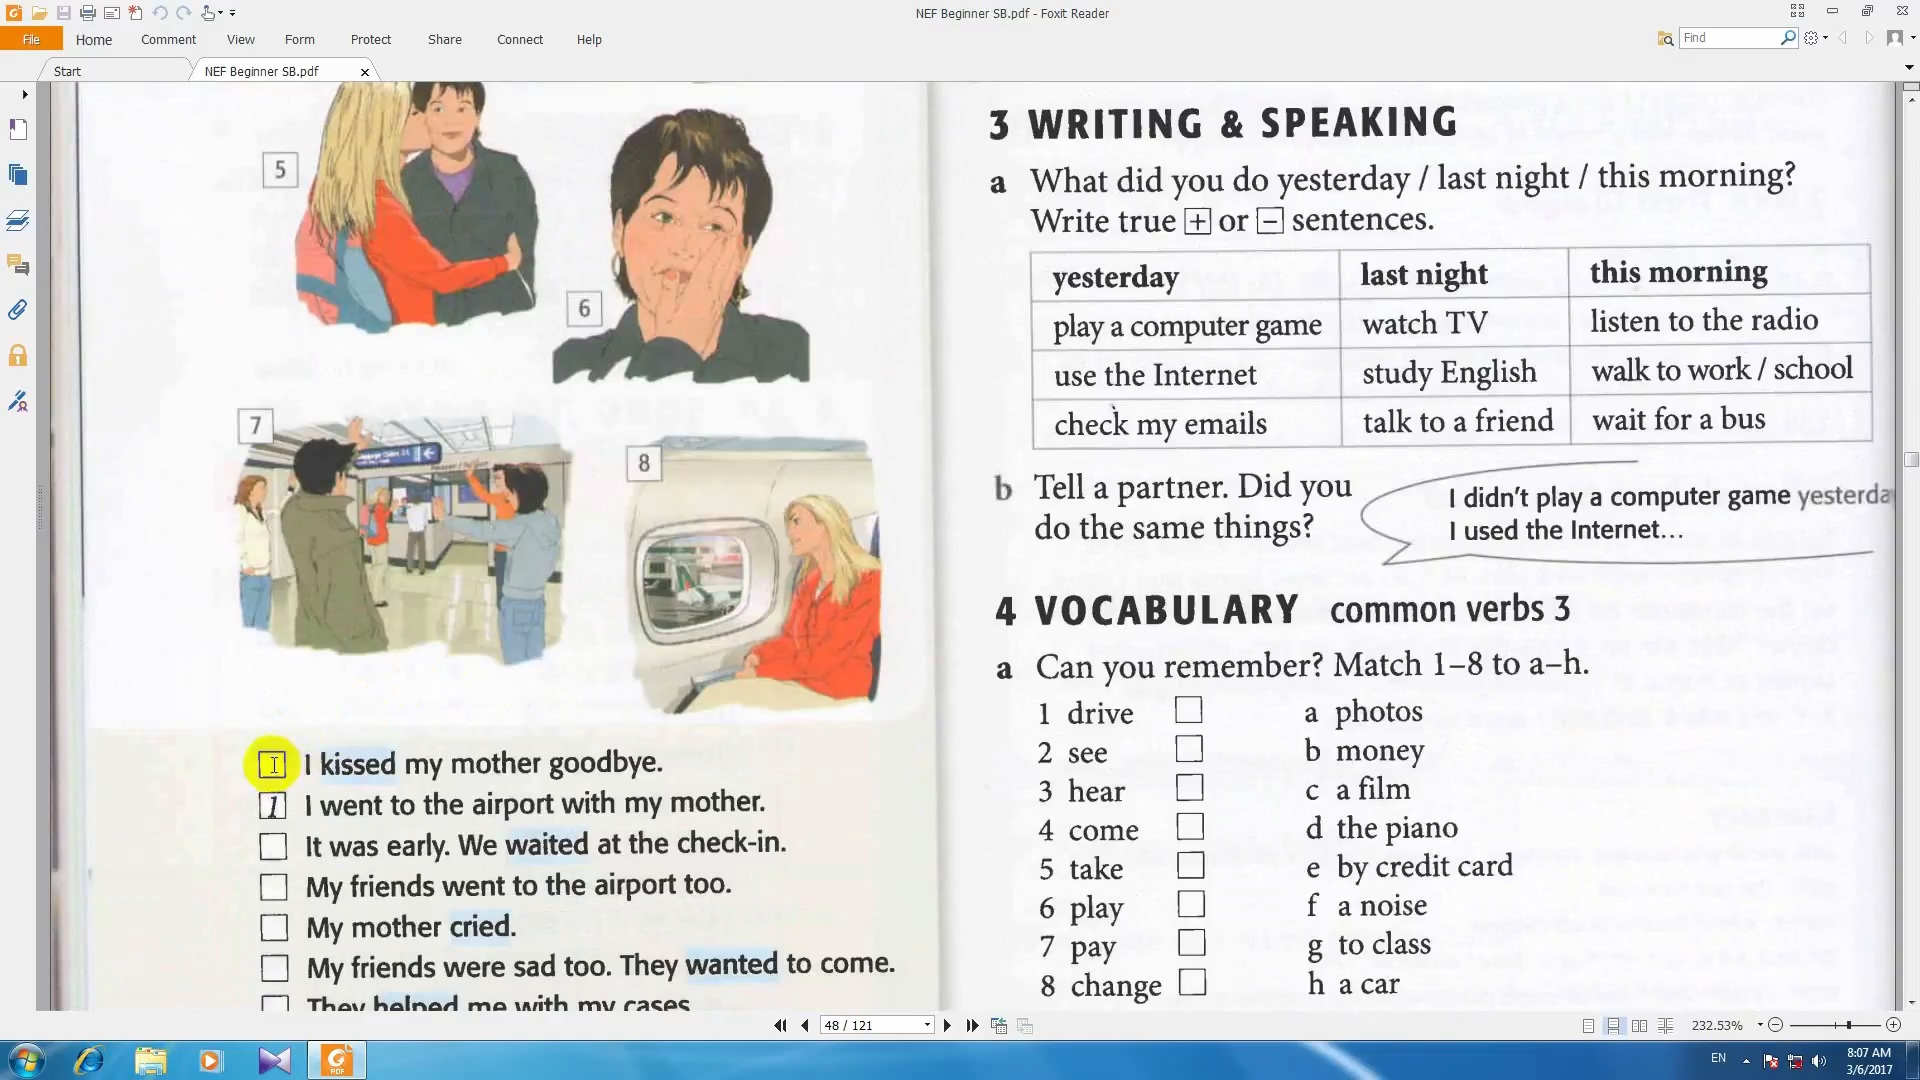 NEF Beginner SB.pdf - Foxit Reader
File Home Comment View Form Protect Share Connect Help
Find
Start
NEF Beginner SB.pdf
5
6
7
8
I kissed my mother goodbye.
1 I went to the airport with my mother.
It was early. We waited at the check-in.
My friends went to the airport too.
My mother cried.
My friends were sad too. They wanted to come.
They helped me with my cases
3 WRITING & SPEAKING
a What did you do yesterday / last night / this morning?
Write true + or − sentences.
yesterday last night this morning
play a computer game watch TV listen to the radio
use the Internet study English walk to work / school
check my emails talk to a friend wait for a bus
b Tell a partner. Did you
do the same things?
I didn't play a computer game yesterda
I used the Internet...
4 VOCABULARY common verbs 3
a Can you remember? Match 1–8 to a–h.
1 drive a photos
2 see b money
3 hear c a film
4 come d the piano
5 take e by credit card
6 play f a noise
7 pay g to class
8 change h a car
48 / 121
232.53%
EN
8:07 AM
3/6/2017